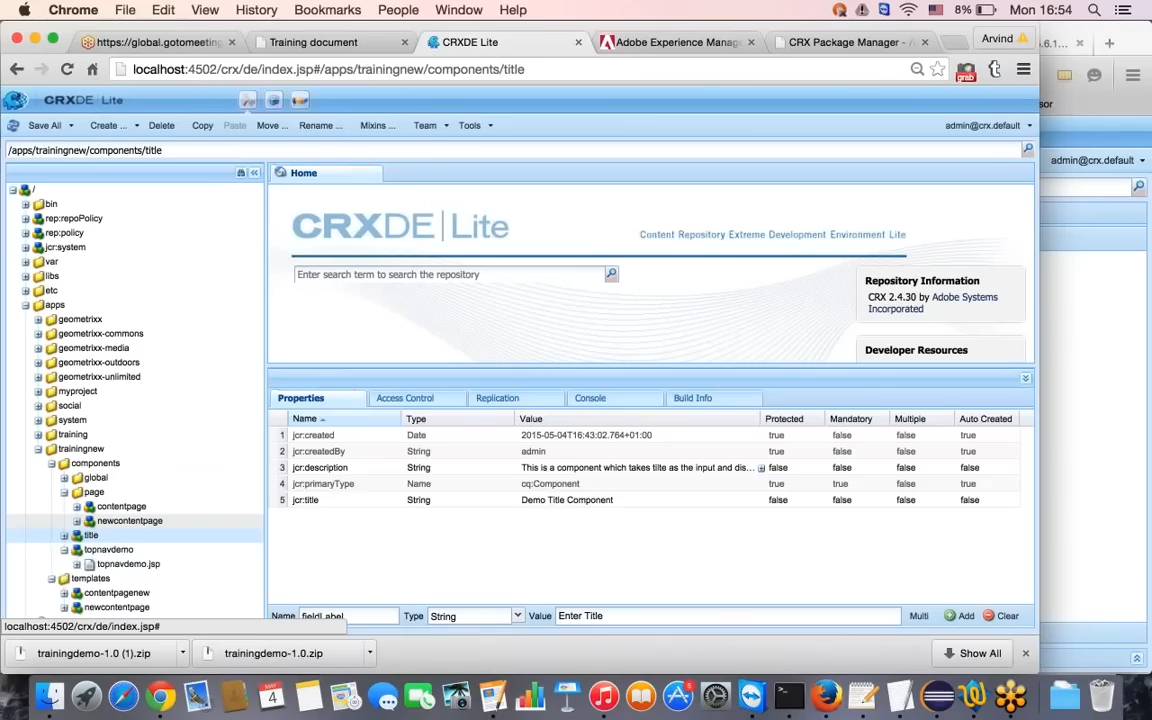 Chrome File Edit View History Bookmarks People Window Help 8% Mon 16:54
https://global.gotomeeting × Training document × CRXDE Lite × Adobe Experience Manag × CRX Package Manager - A × Arvind .6.1... ×
localhost:4502/crx/de/index.jsp#/apps/trainingnew/components/title grab t
CRXDE Lite sor
Save All Create ... Delete Copy Paste Move ... Rename ... Mixins ... Team Tools admin@crx.default
/apps/trainingnew/components/title admin@crx.default
Home
/
bin
rep:repoPolicy
rep:policy
jcr:system
var
libs
etc
apps
geometrixx
geometrixx-commons
geometrixx-media
geometrixx-outdoors
geometrixx-unlimited
myproject
social
system
training
trainingnew
components
global
page
contentpage
newcontentpage
title
topnavdemo
topnavdemo.jsp
templates
contentpagenew
newcontentpage
CRXDE Lite
Content Repository Extreme Development Environment Lite
Enter search term to search the repository
Repository Information
CRX 2.4.30 by Adobe Systems
Incorporated
Developer Resources
Properties Access Control Replication Console Build Info
Name Type Value Protected Mandatory Multiple Auto Created
1 jcr:created Date 2015-05-04T16:43:02.764+01:00 true false false true
2 jcr:createdBy String admin true false false true
3 jcr:description String This is a component which takes tilte as the input and dis... false false false false
4 jcr:primaryType Name cq:Component true true false true
5 jcr:title String Demo Title Component false false false false
Name fieldLabel Type String Value Enter Title Multi Add Clear
localhost:4502/crx/de/index.jsp#
trainingdemo-1.0 (1).zip trainingdemo-1.0.zip Show All ×
4
5